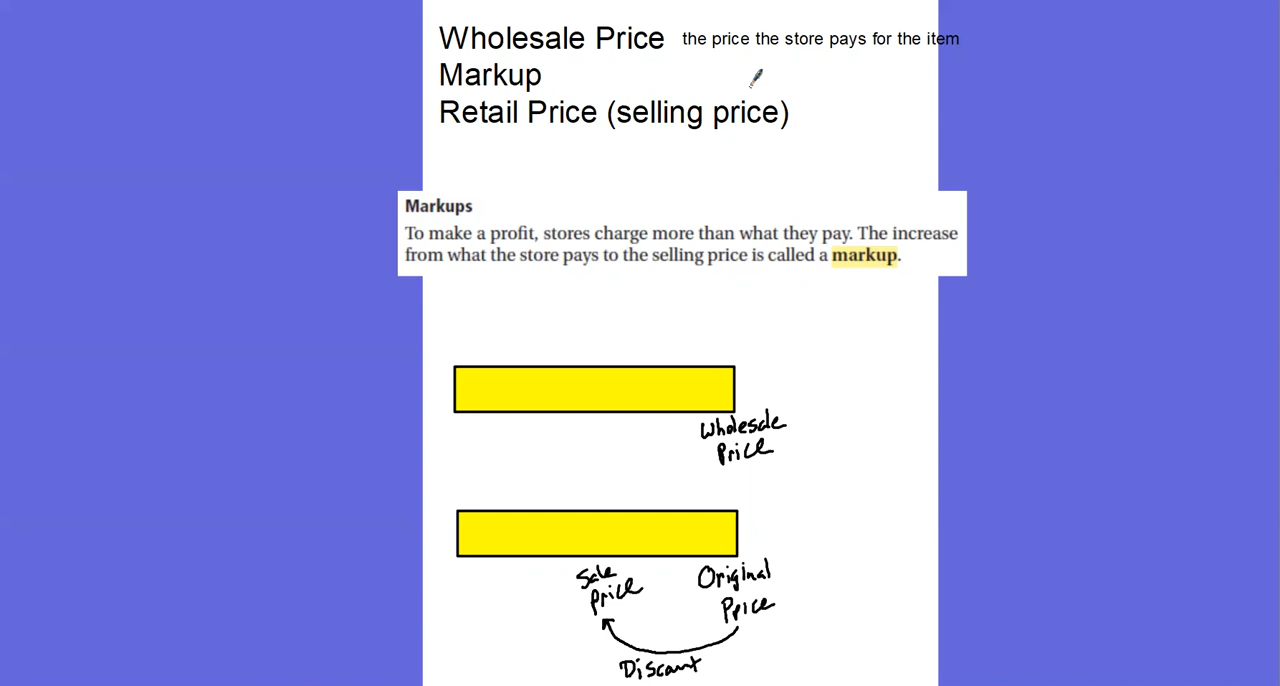 Wholesale Price the price the store pays for the item
Markup
Retail Price (selling price)
Markups
To make a profit, stores charge more than what they pay. The increase
from what the store pays to the selling price is called a markup.
Wholesale
Price
Sale
Price
Original
Price
Discount